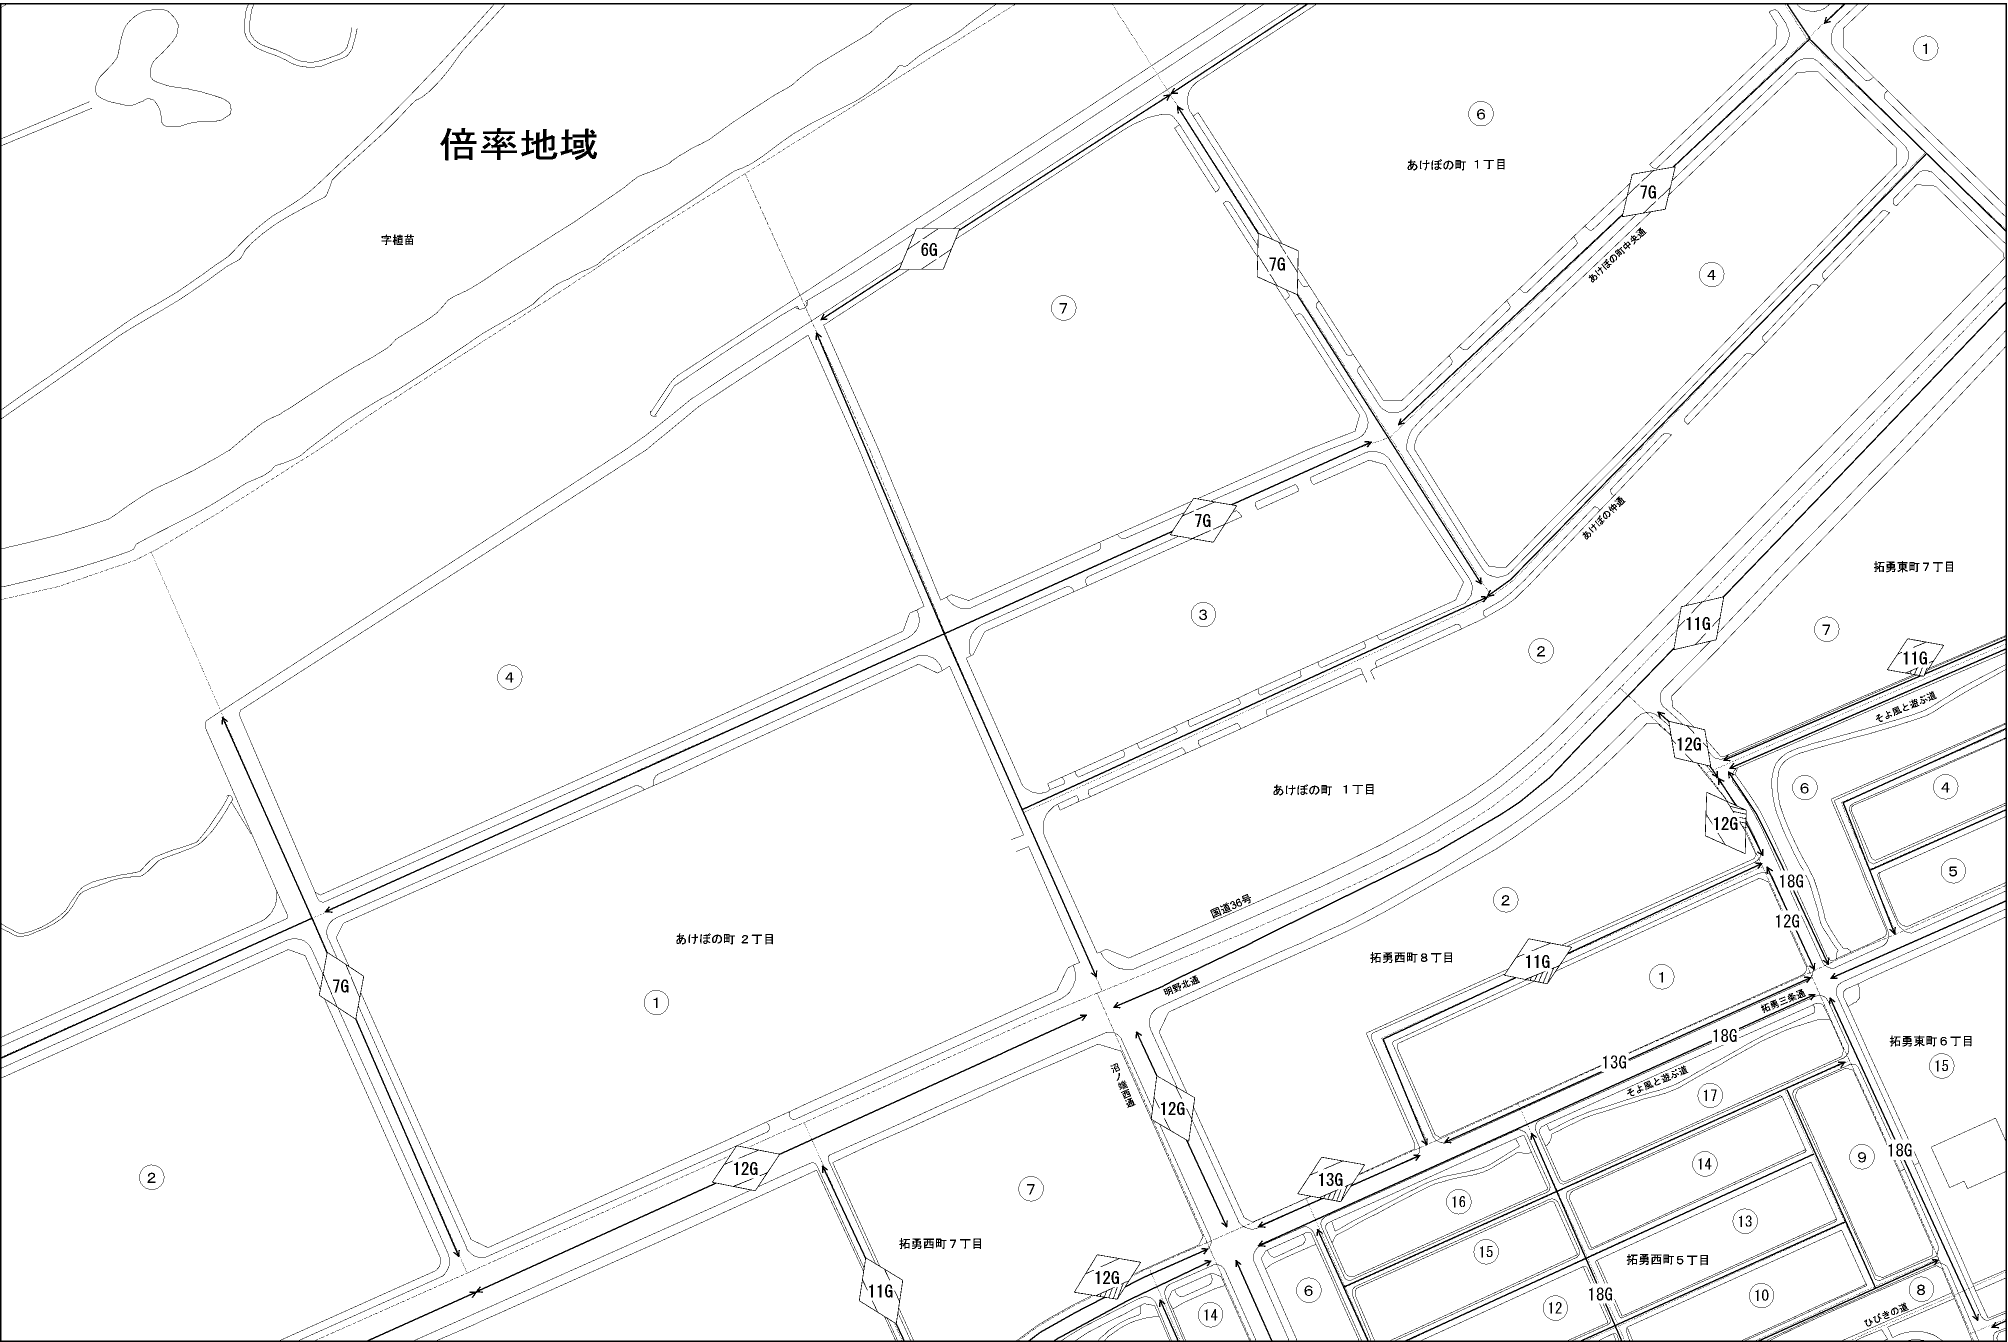 ①
⑥
倍率地域
あけぼの町 1丁目
7G
字植苗
6G
7G
あけぼの町中央通
④
⑦
7G
あけぼの仲通
拓勇東町7丁目
③
11G
⑦
②
11G
④
そよ風と遊ぶ道
12G
あけぼの町 1丁目
⑥
④
12G
⑤
18G
国道36号
②
12G
あけぼの町 2丁目
拓勇西町8丁目
11G
①
7G
明野北通
①
拓勇三条通
18G
拓勇東町6丁目
13G
⑮
沼ノ端西通
そよ風と遊ぶ道
⑰
12G
18G
⑨
②
12G
⑭
13G
⑦
⑯
⑬
拓勇西町7丁目
⑮
拓勇西町5丁目
12G
11G
⑥
18G
⑩
⑧
⑭
⑫
ひびきの道